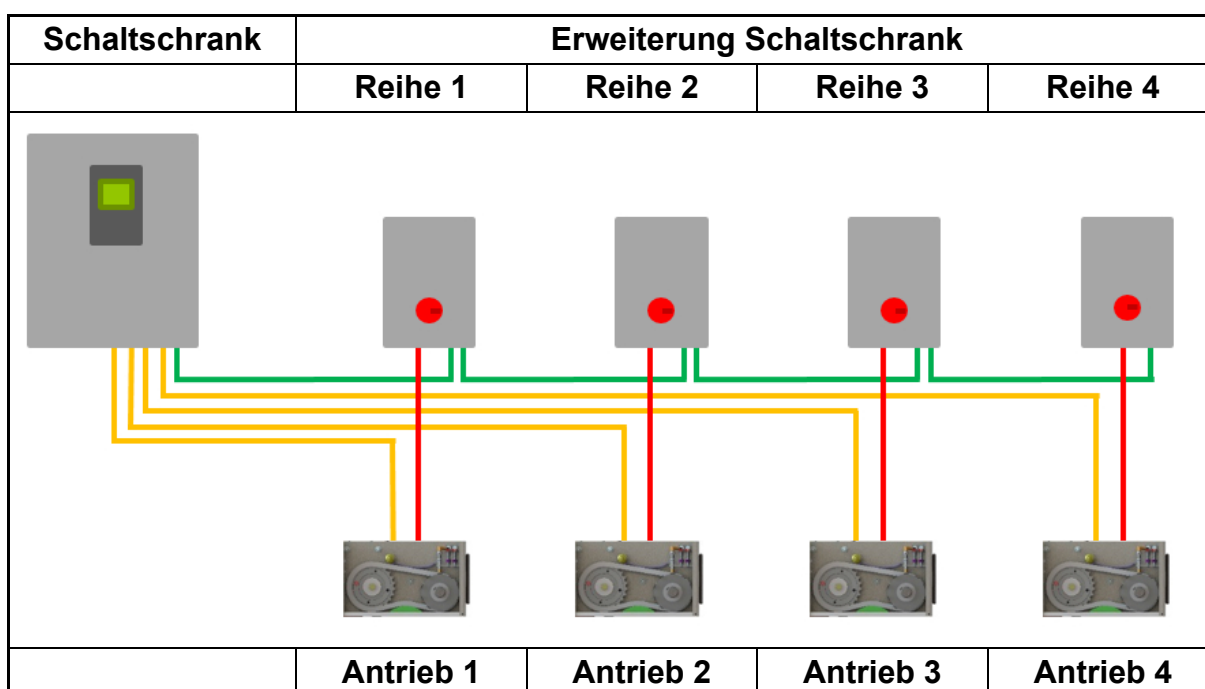 Schaltschrank Erweiterung Schaltschrank
Reihe 1 Reihe 2 Reihe 3 Reihe 4
Antrieb 1 Antrieb 2 Antrieb 3 Antrieb 4